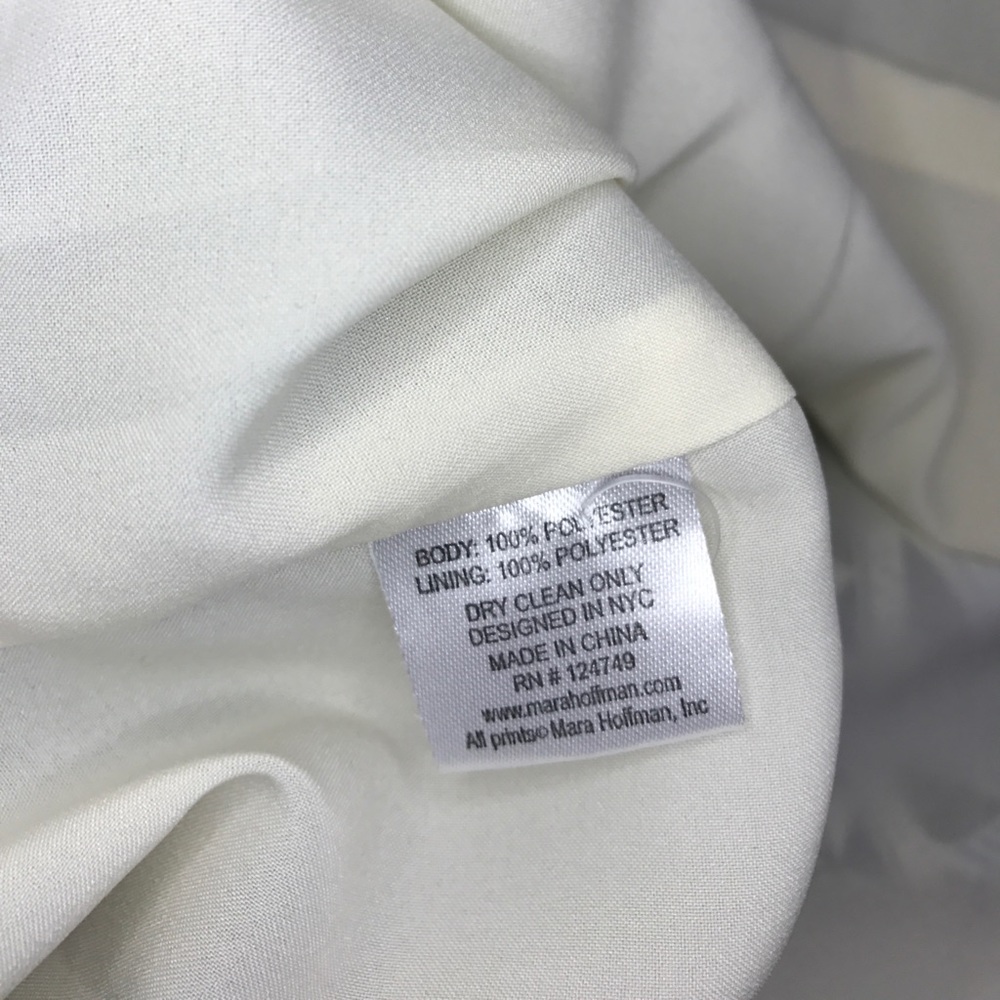 BODY: 100% POLYESTER
LINING: 100% POLYESTER
DRY CLEAN ONLY
DESIGNED IN NYC
MADE IN CHINA
RN # 124749
www.marahoffman.com
All prints© Mara Hoffman, Inc